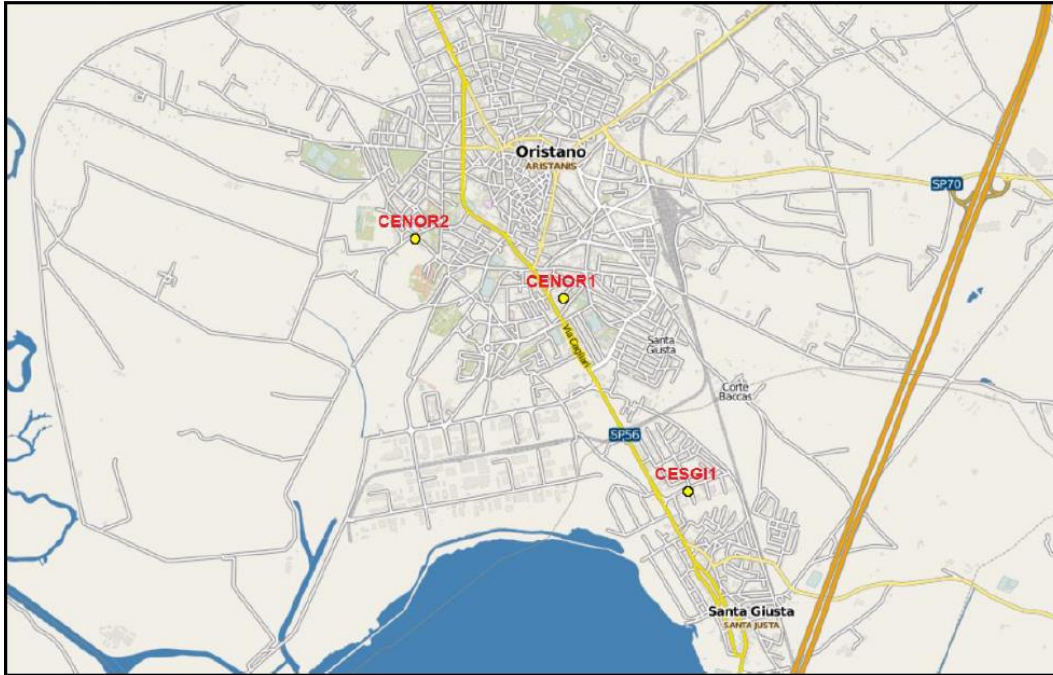 Oristano
ARISTANIS
SP70
CENOR2
CENOR1
Via Cagliari
Santa
Giusta
Corte
Baccas
SP56
CESGI1
Santa Giusta
SANTA JUSTA